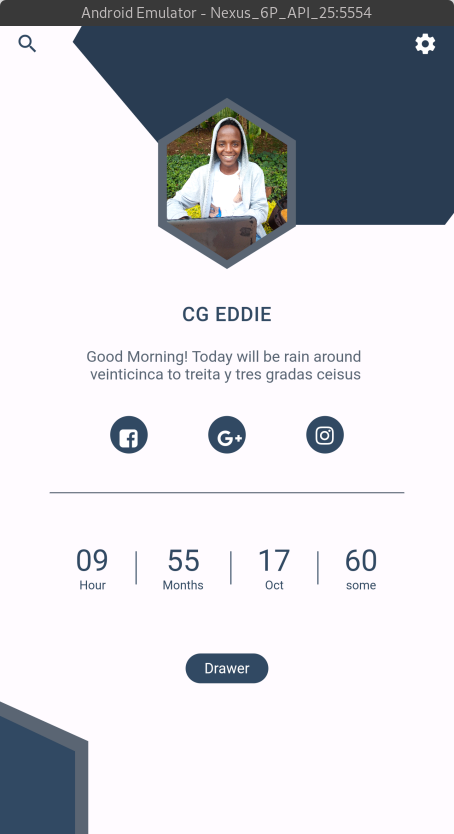 Android Emulator - Nexus_6P_API_25:5554
CG EDDIE
Good Morning! Today will be rain around
veinticinca to treita y tres gradas ceisus
G+
09 55 17 60
Hour Months Oct some
Drawer